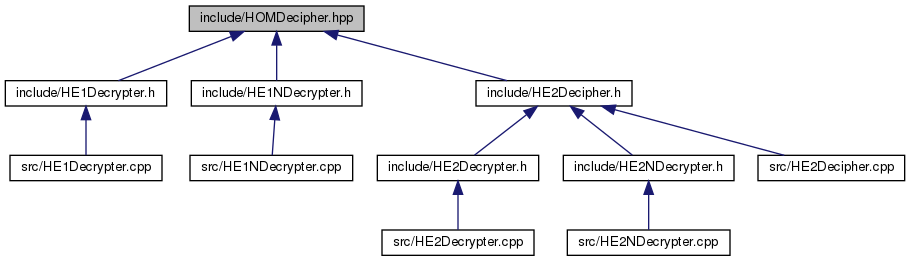 include/HOMDecipher.hpp
include/HE1Decrypter.h
include/HE1NDecrypter.h
include/HE2Decipher.h
src/HE1Decrypter.cpp
src/HE1NDecrypter.cpp
include/HE2Decrypter.h
include/HE2NDecrypter.h
src/HE2Decipher.cpp
src/HE2Decrypter.cpp
src/HE2NDecrypter.cpp